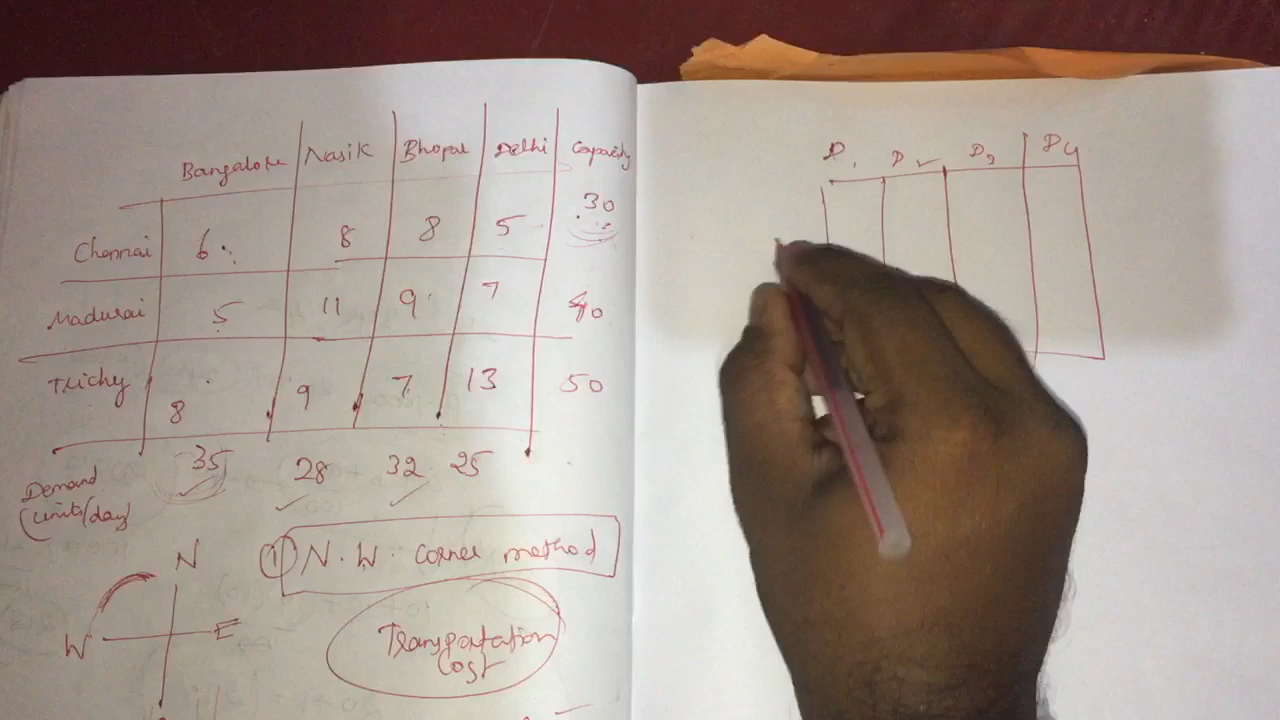 Bangalore Nasik Bhopal Delhi Capacity
Chennai 6 8 8 5 30
Madurai 5 11 9 7 40
Trichy 8 9 7 13 50
Demand (units/day) 35 28 32 25
① N.W. corner method
N
W E
Transportation
cost
D1 D2 D3 D4